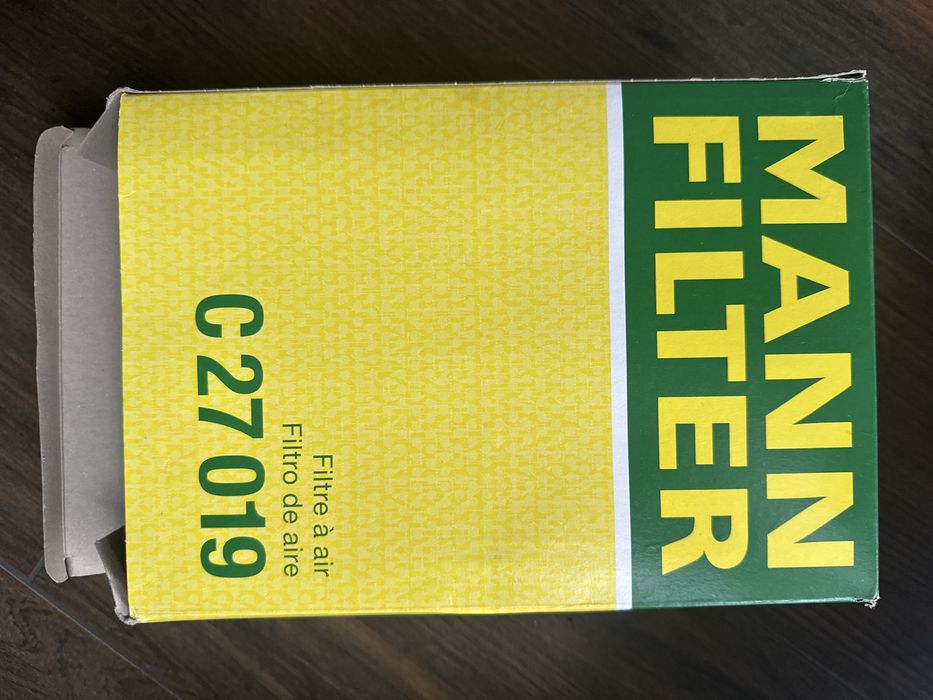 MANN
FILTER
Filtre à air
Filtro de aire
C 27 019